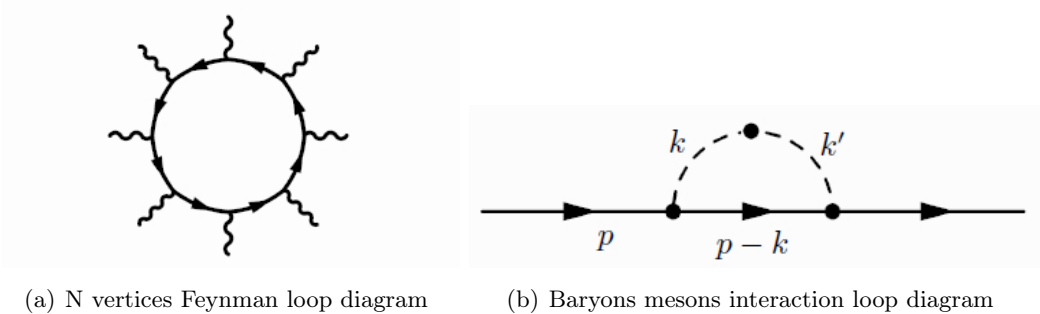 k
k′
p
p − k
(a) N vertices Feynman loop diagram
(b) Baryons mesons interaction loop diagram